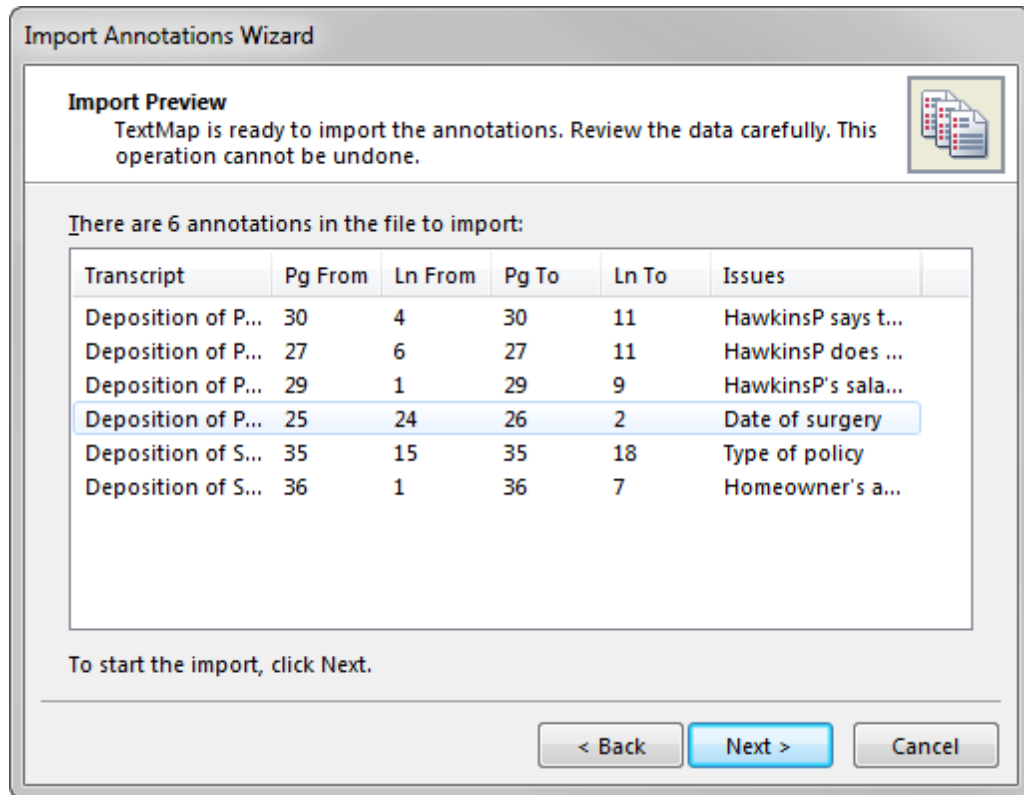 Import Annotations Wizard
Import Preview
TextMap is ready to import the annotations. Review the data carefully. This
operation cannot be undone.
There are 6 annotations in the file to import:
Transcript Pg From Ln From Pg To Ln To Issues
Deposition of P... 30 4 30 11 HawkinsP says t...
Deposition of P... 27 6 27 11 HawkinsP does ...
Deposition of P... 29 1 29 9 HawkinsP's sala...
Deposition of P... 25 24 26 2 Date of surgery
Deposition of S... 35 15 35 18 Type of policy
Deposition of S... 36 1 36 7 Homeowner's a...
To start the import, click Next.
< Back Next > Cancel